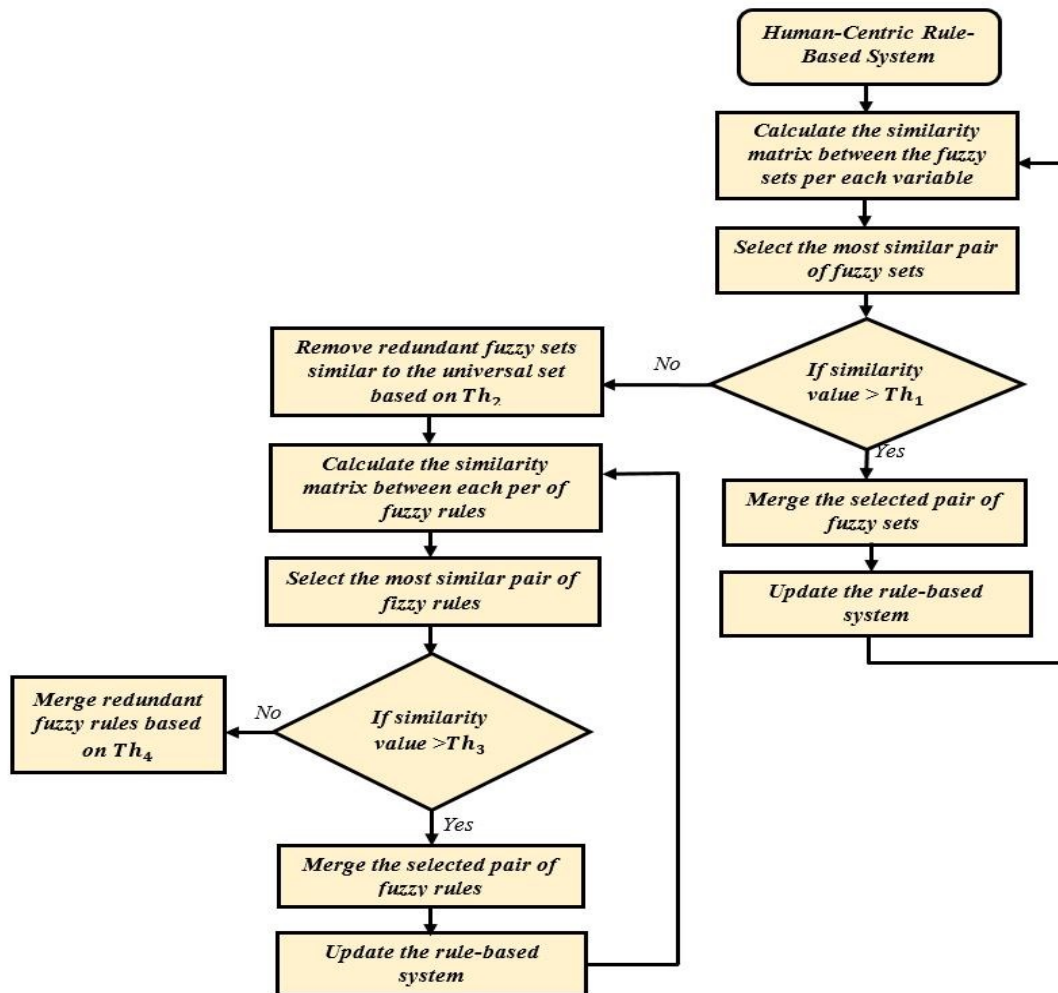 Human-Centric Rule-
Based System
Calculate the similarity
matrix between the fuzzy
sets per each variable
Select the most similar pair
of fuzzy sets
If similarity
value > Th₁
No
Yes
Merge the selected pair of
fuzzy sets
Update the rule-based
system
Remove redundant fuzzy sets
similar to the universal set
based on Th₂
Calculate the similarity
matrix between each per of
fuzzy rules
Select the most similar pair of
fizzy rules
If similarity
value >Th₃
No
Merge redundant
fuzzy rules based
on Th₄
Yes
Merge the selected pair of
fuzzy rules
Update the rule-based
system